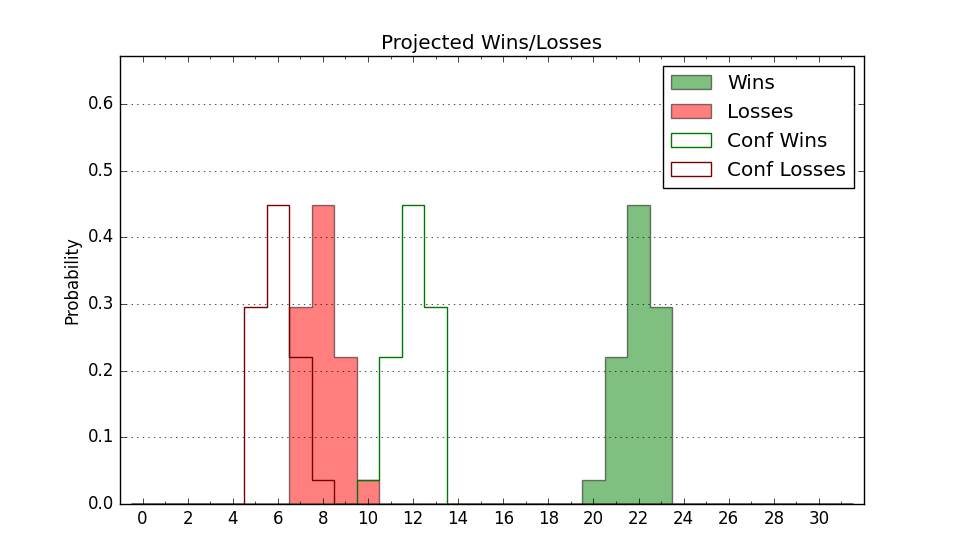 Projected Wins/Losses
Wins
Losses
Conf Wins
Conf Losses
Probability
0.6
0.5
0.4
0.3
0.2
0.1
0.0
0 2 4 6 8 10 12 14 16 18 20 22 24 26 28 30